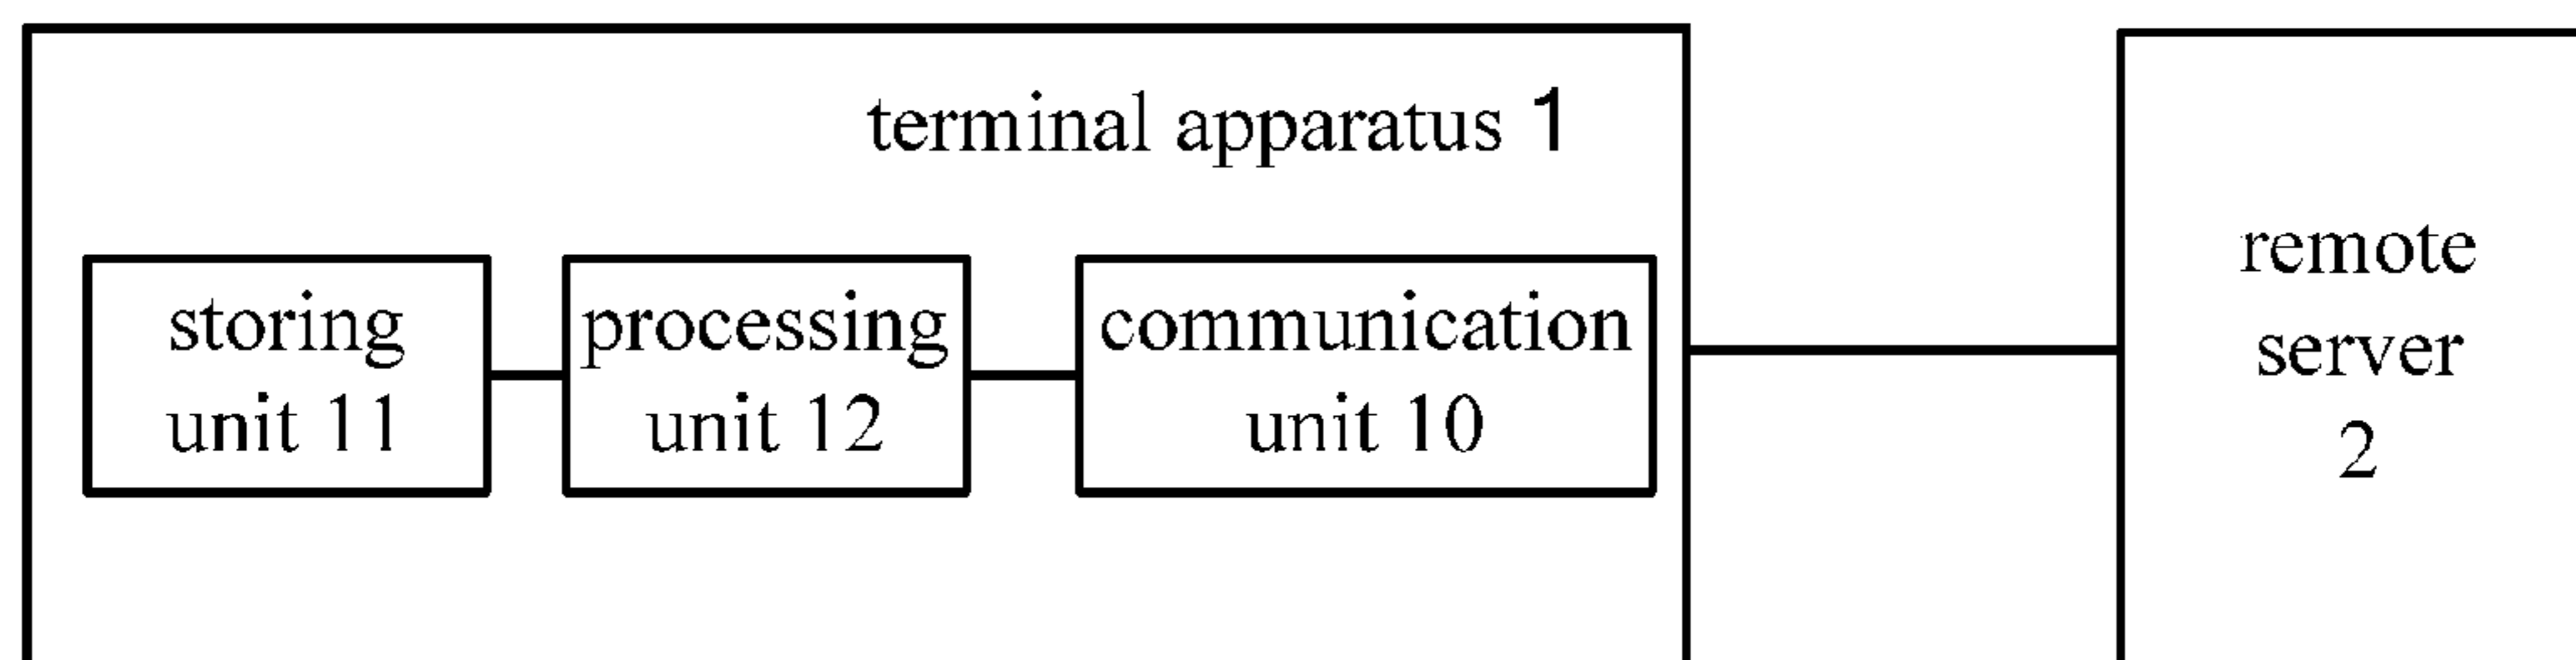 terminal apparatus 1
storing
unit 11
processing
unit 12
communication
unit 10
remote
server
2